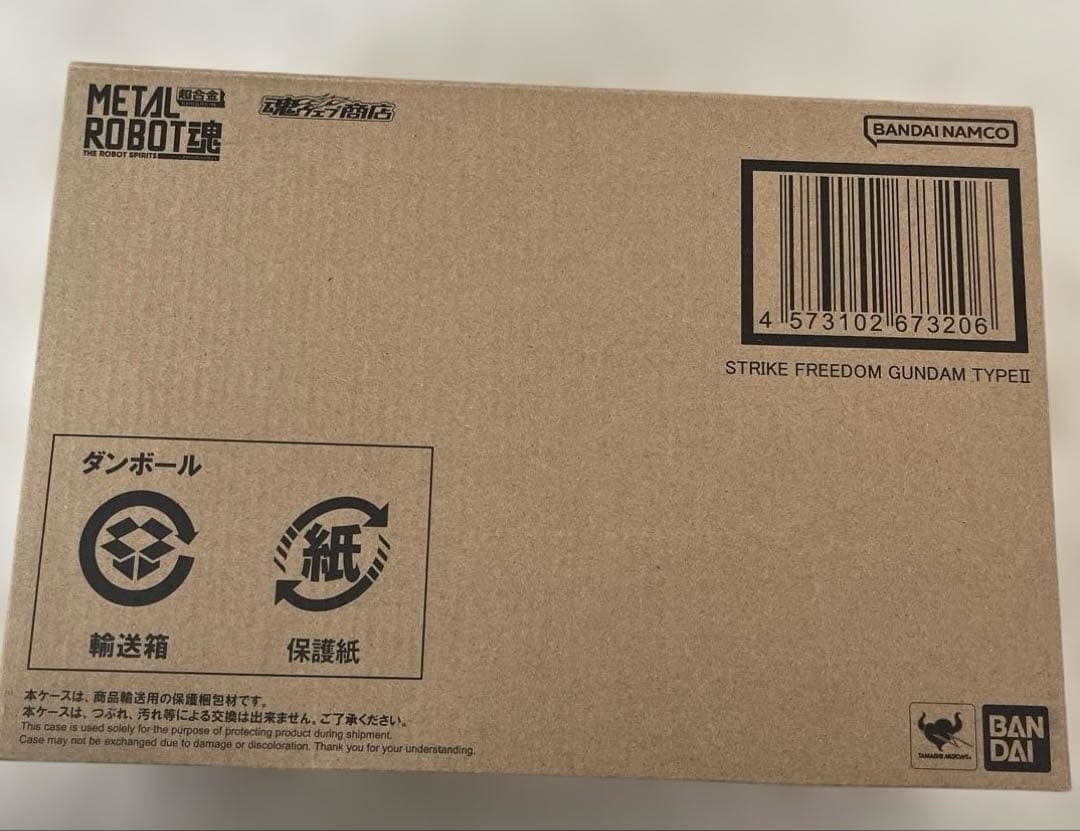 METAL 超合金
ROBOT魂
THE ROBOT SPIRITS
魂ウェブ商店
BANDAI NAMCO
4 573102 673206
STRIKE FREEDOM GUNDAM TYPEⅡ
ダンボール
紙
輸送箱
保護紙
本ケースは、商品輸送用の保護梱包材です。
本ケースは、つぶれ、汚れ等による交換は出来ません。ご了承ください。
This case is used solely for the purpose of protecting product during shipment.
Case may not be exchanged due to damage or discoloration. Thank you for your understanding.
TAMASHII NATIONS
BAN
DAI